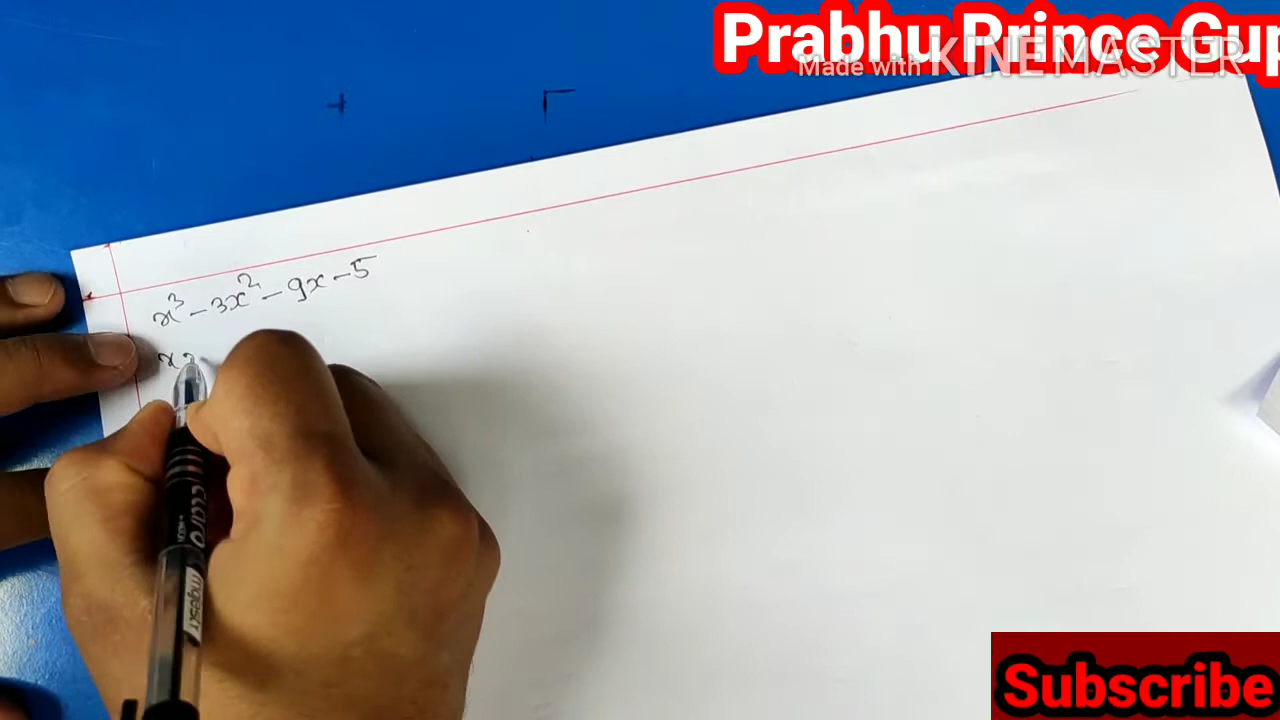 Prabhu Prince Gup
Made with KINEMASTER
x³ - 3x² - 9x - 5
x
Subscribe